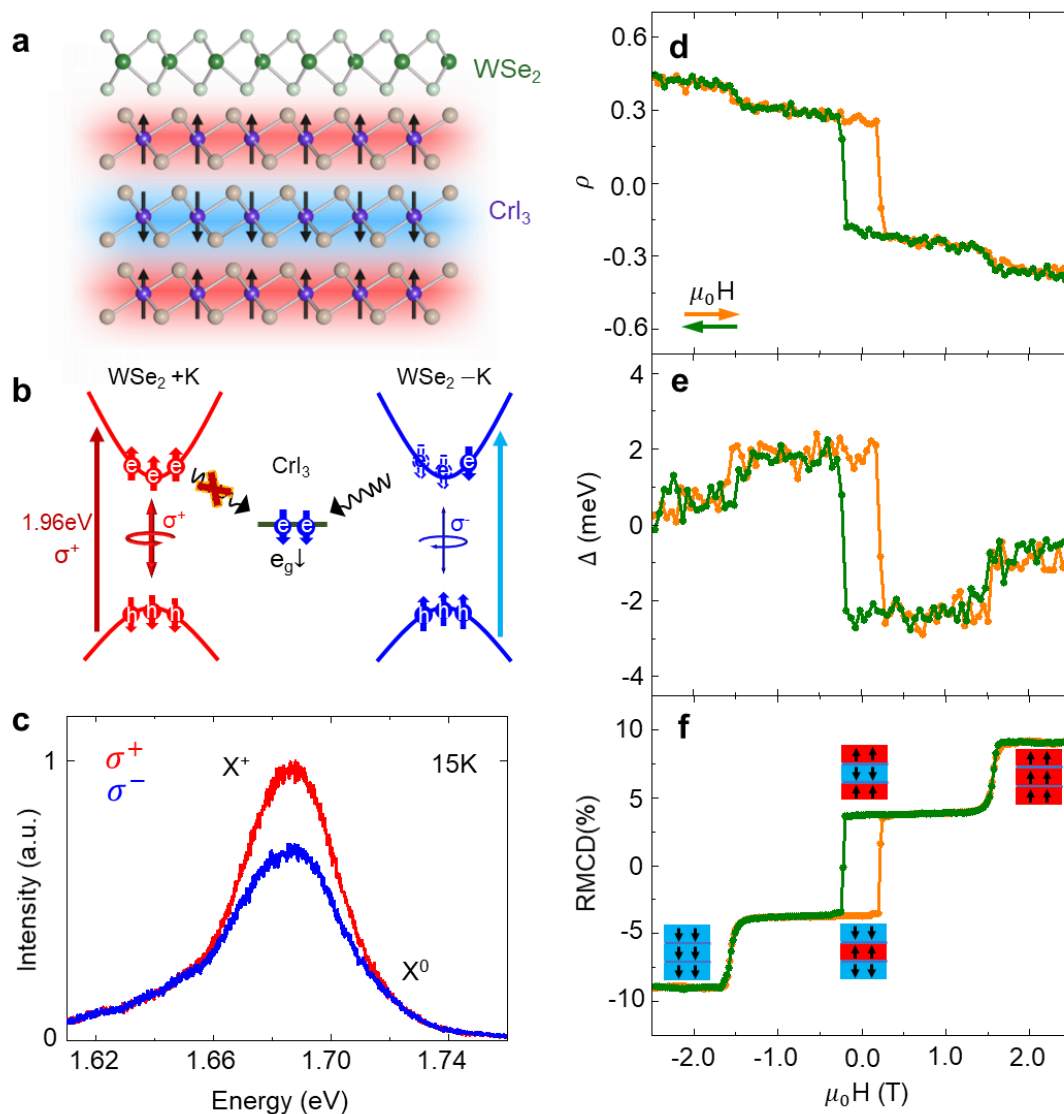 a
WSe₂
CrI₃
b
WSe₂ +K
WSe₂ −K
CrI₃
e e e
e e e
1.96eV
σ⁺
σ⁺
e e
e_g↓
σ⁻
h h h
h h h
c
σ⁺
σ⁻
X⁺
15K
X⁰
Intensity (a.u.)
1
0
1.62 1.66 1.70 1.74
Energy (eV)
d
ρ
0.6
0.3
0.0
-0.3
-0.6
μ₀H
e
Δ (meV)
4
2
0
-2
-4
f
RMCD(%)
10
5
0
-5
-10
-2.0 -1.0 0.0 1.0 2.0
μ₀H (T)